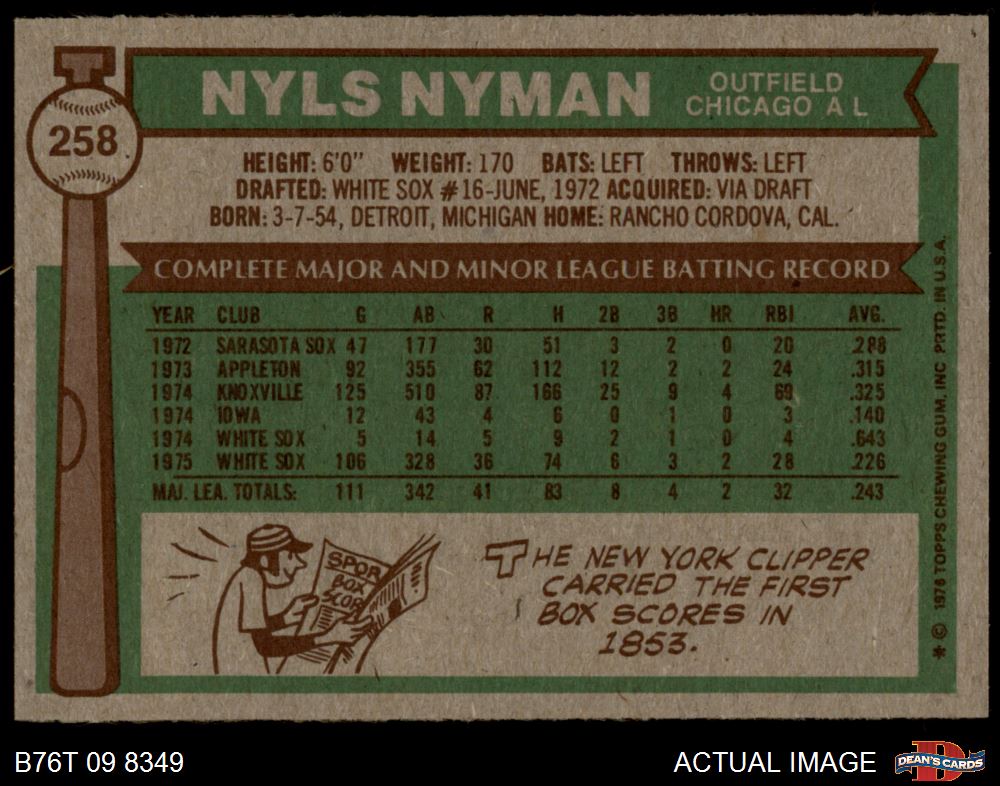 258
NYLS NYMAN
OUTFIELD
CHICAGO A L
HEIGHT: 6'0" WEIGHT: 170 BATS: LEFT THROWS: LEFT
DRAFTED: WHITE SOX #16-JUNE, 1972 ACQUIRED: VIA DRAFT
BORN: 3-7-54, DETROIT, MICHIGAN HOME: RANCHO CORDOVA, CAL.
COMPLETE MAJOR AND MINOR LEAGUE BATTING RECORD
YEAR CLUB G AB R H 2B 3B HR RBI AVG.
1972 SARASOTA SOX 47 177 30 51 3 2 0 20 .288
1973 APPLETON 92 355 62 112 12 2 2 24 .315
1974 KNOXVILLE 125 510 87 166 25 9 4 69 .325
1974 IOWA 12 43 4 6 0 1 0 3 .140
1974 WHITE SOX 5 14 5 9 2 1 0 4 .643
1975 WHITE SOX 106 328 36 74 6 3 2 28 .226
MAJ. LEA. TOTALS: 111 342 41 83 8 4 2 32 .243
SPOR
BOX
SCOR
THE NEW YORK CLIPPER
CARRIED THE FIRST
BOX SCORES IN
1853.
* © 1976 TOPPS CHEWING GUM, INC PRTD. IN U.S.A.
B76T 09 8349
ACTUAL IMAGE
D
DEAN'S CARDS